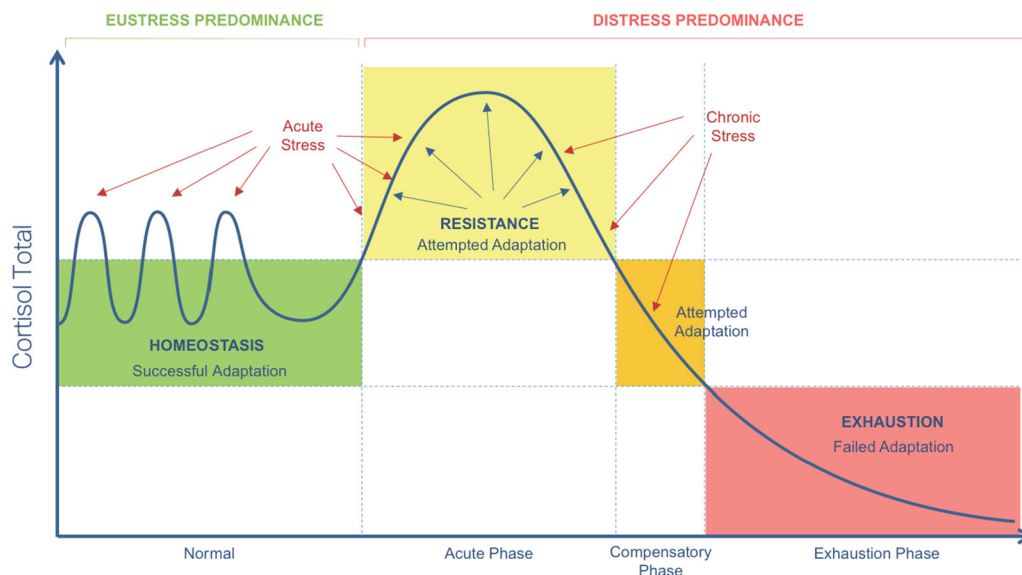 EUSTRESS PREDOMINANCE
DISTRESS PREDOMINANCE
Acute
Stress
Chronic
Stress
Cortisol Total
RESISTANCE
Attempted Adaptation
HOMEOSTASIS
Successful Adaptation
Attempted
Adaptation
EXHAUSTION
Failed Adaptation
Normal
Acute Phase
Compensatory
Phase
Exhaustion Phase